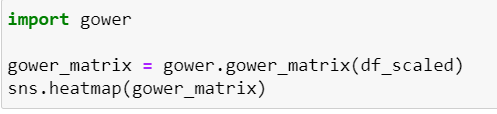 import gower
gower_matrix = gower.gower_matrix(df_scaled)
sns.heatmap(gower_matrix)